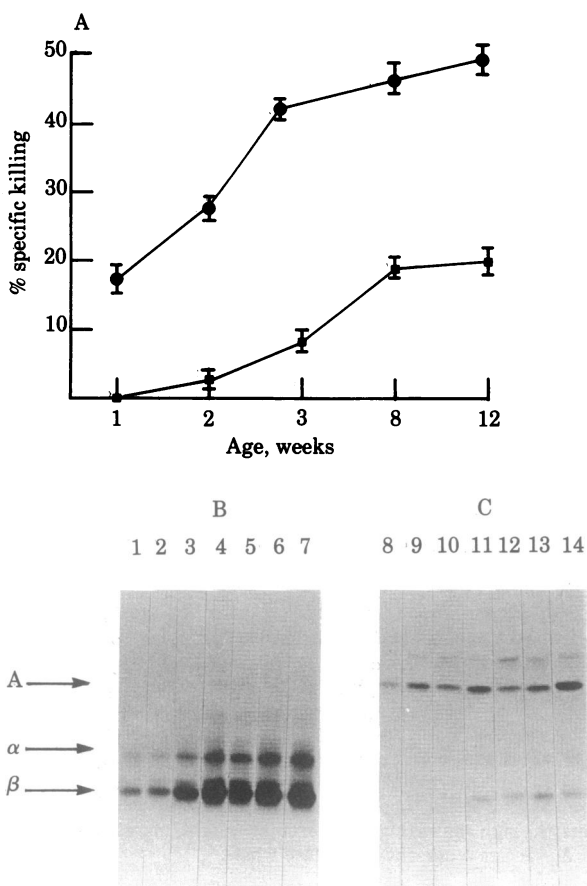 A
50
40
30
20
10
% specific killing
1 2 3 8 12
Age, weeks
B
1 2 3 4 5 6 7
C
8 9 10 11 12 13 14
A
α
β